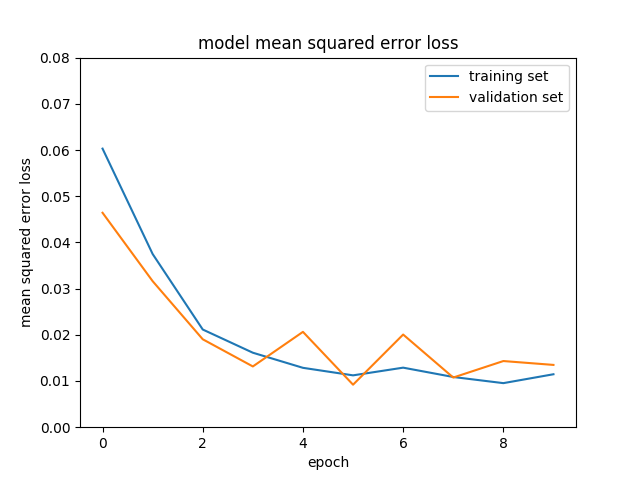 model mean squared error loss
0.08
0.07
0.06
0.05
0.04
0.03
0.02
0.01
0.00
mean squared error loss
training set
validation set
0 2 4 6 8
epoch